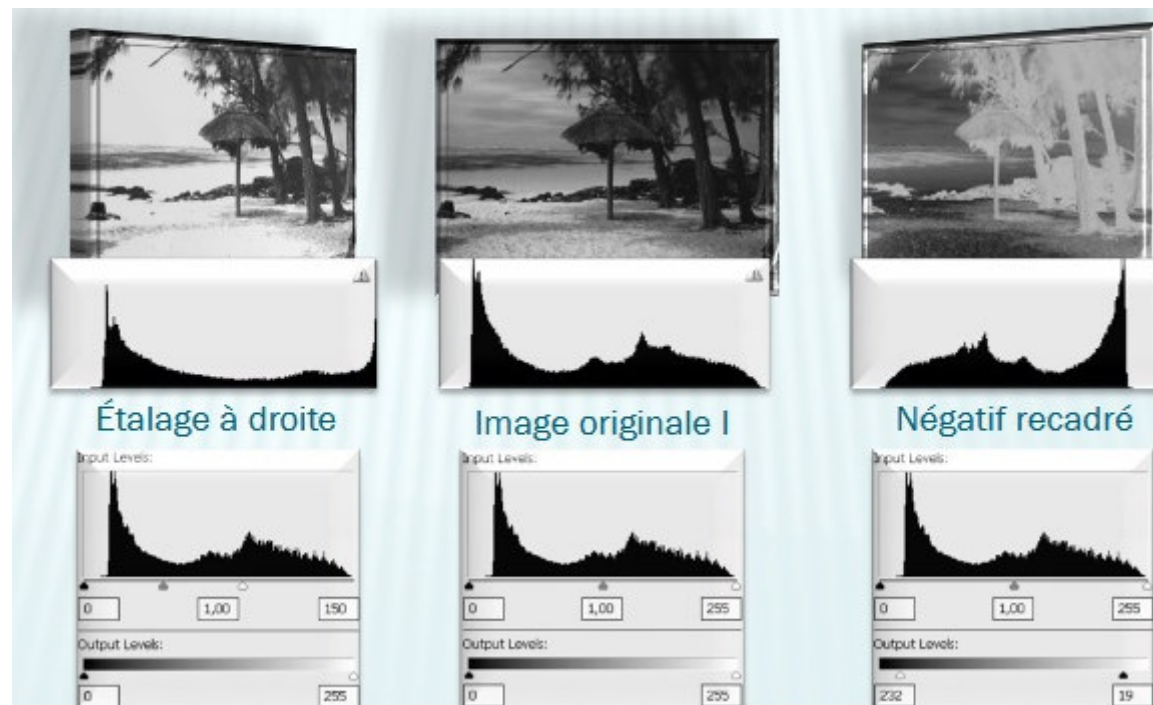 Étalage à droite
Image originale I
Négatif recadré
Input Levels:
Input Levels:
Input Levels:
0 1,00 150
0 1,00 255
0 1,00 255
Output Levels:
Output Levels:
Output Levels:
0 255
0 255
232 19